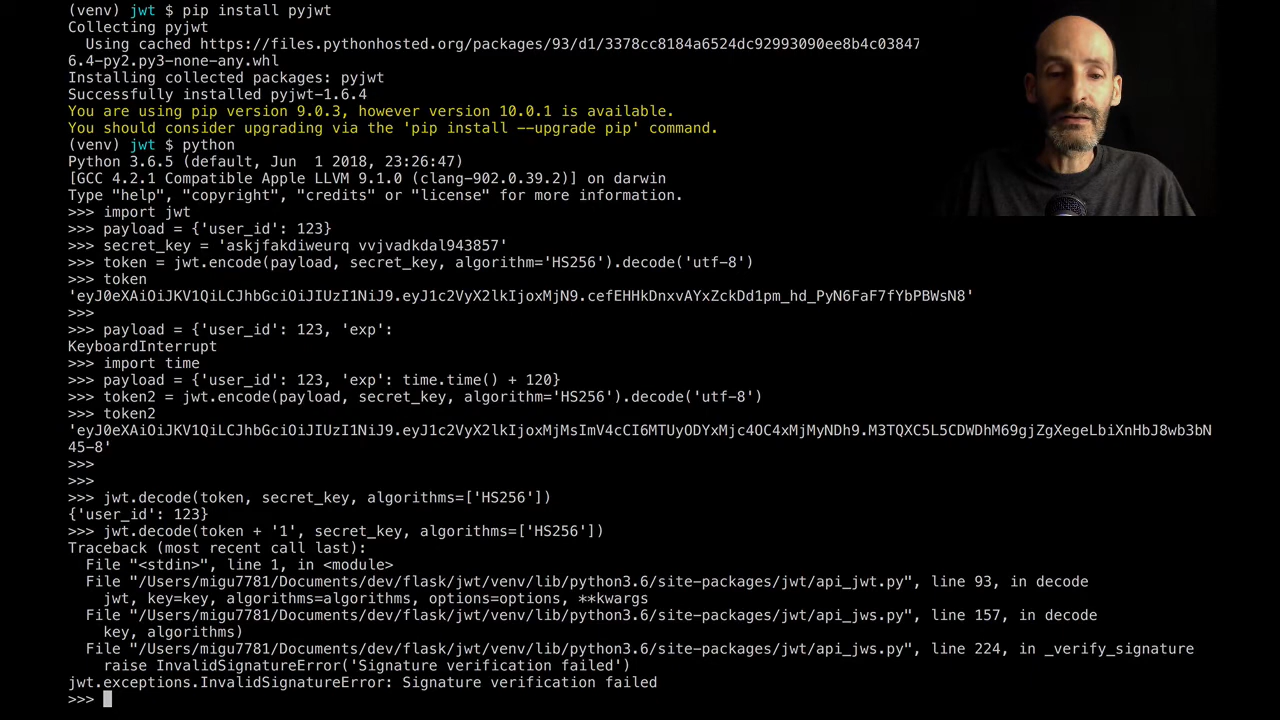 (venv) jwt $ pip install pyjwt
Collecting pyjwt
  Using cached https://files.pythonhosted.org/packages/93/d1/3378cc8184a6524dc92993090ee8b4c03847
6.4-py2.py3-none-any.whl
Installing collected packages: pyjwt
Successfully installed pyjwt-1.6.4
You are using pip version 9.0.3, however version 10.0.1 is available.
You should consider upgrading via the 'pip install --upgrade pip' command.
(venv) jwt $ python
Python 3.6.5 (default, Jun  1 2018, 23:26:47)
[GCC 4.2.1 Compatible Apple LLVM 9.1.0 (clang-902.0.39.2)] on darwin
Type "help", "copyright", "credits" or "license" for more information.
>>> import jwt
>>> payload = {'user_id': 123}
>>> secret_key = 'askjfakdiweurq vvjvadkdal943857'
>>> token = jwt.encode(payload, secret_key, algorithm='HS256').decode('utf-8')
>>> token
'eyJ0eXAiOiJKV1QiLCJhbGciOiJIUzI1NiJ9.eyJ1c2VyX2lkIjoxMjN9.cefEHHkDnxvAYxZckDd1pm_hd_PyN6FaF7fYbPBWsN8'
>>>
>>> payload = {'user_id': 123, 'exp':
KeyboardInterrupt
>>> import time
>>> payload = {'user_id': 123, 'exp': time.time() + 120}
>>> token2 = jwt.encode(payload, secret_key, algorithm='HS256').decode('utf-8')
>>> token2
'eyJ0eXAiOiJKV1QiLCJhbGciOiJIUzI1NiJ9.eyJ1c2VyX2lkIjoxMjMsImV4cCI6MTUyODYxMjc4OC4xMjMyNDh9.M3TQXC5L5CDWDhM69gjZgXegeLbiXnHbJ8wb3bN
45-8'
>>>
>>>
>>> jwt.decode(token, secret_key, algorithms=['HS256'])
{'user_id': 123}
>>> jwt.decode(token + '1', secret_key, algorithms=['HS256'])
Traceback (most recent call last):
  File "<stdin>", line 1, in <module>
  File "/Users/migu7781/Documents/dev/flask/jwt/venv/lib/python3.6/site-packages/jwt/api_jwt.py", line 93, in decode
    jwt, key=key, algorithms=algorithms, options=options, **kwargs
  File "/Users/migu7781/Documents/dev/flask/jwt/venv/lib/python3.6/site-packages/jwt/api_jws.py", line 157, in decode
    key, algorithms)
  File "/Users/migu7781/Documents/dev/flask/jwt/venv/lib/python3.6/site-packages/jwt/api_jws.py", line 224, in _verify_signature
    raise InvalidSignatureError('Signature verification failed')
jwt.exceptions.InvalidSignatureError: Signature verification failed
>>>